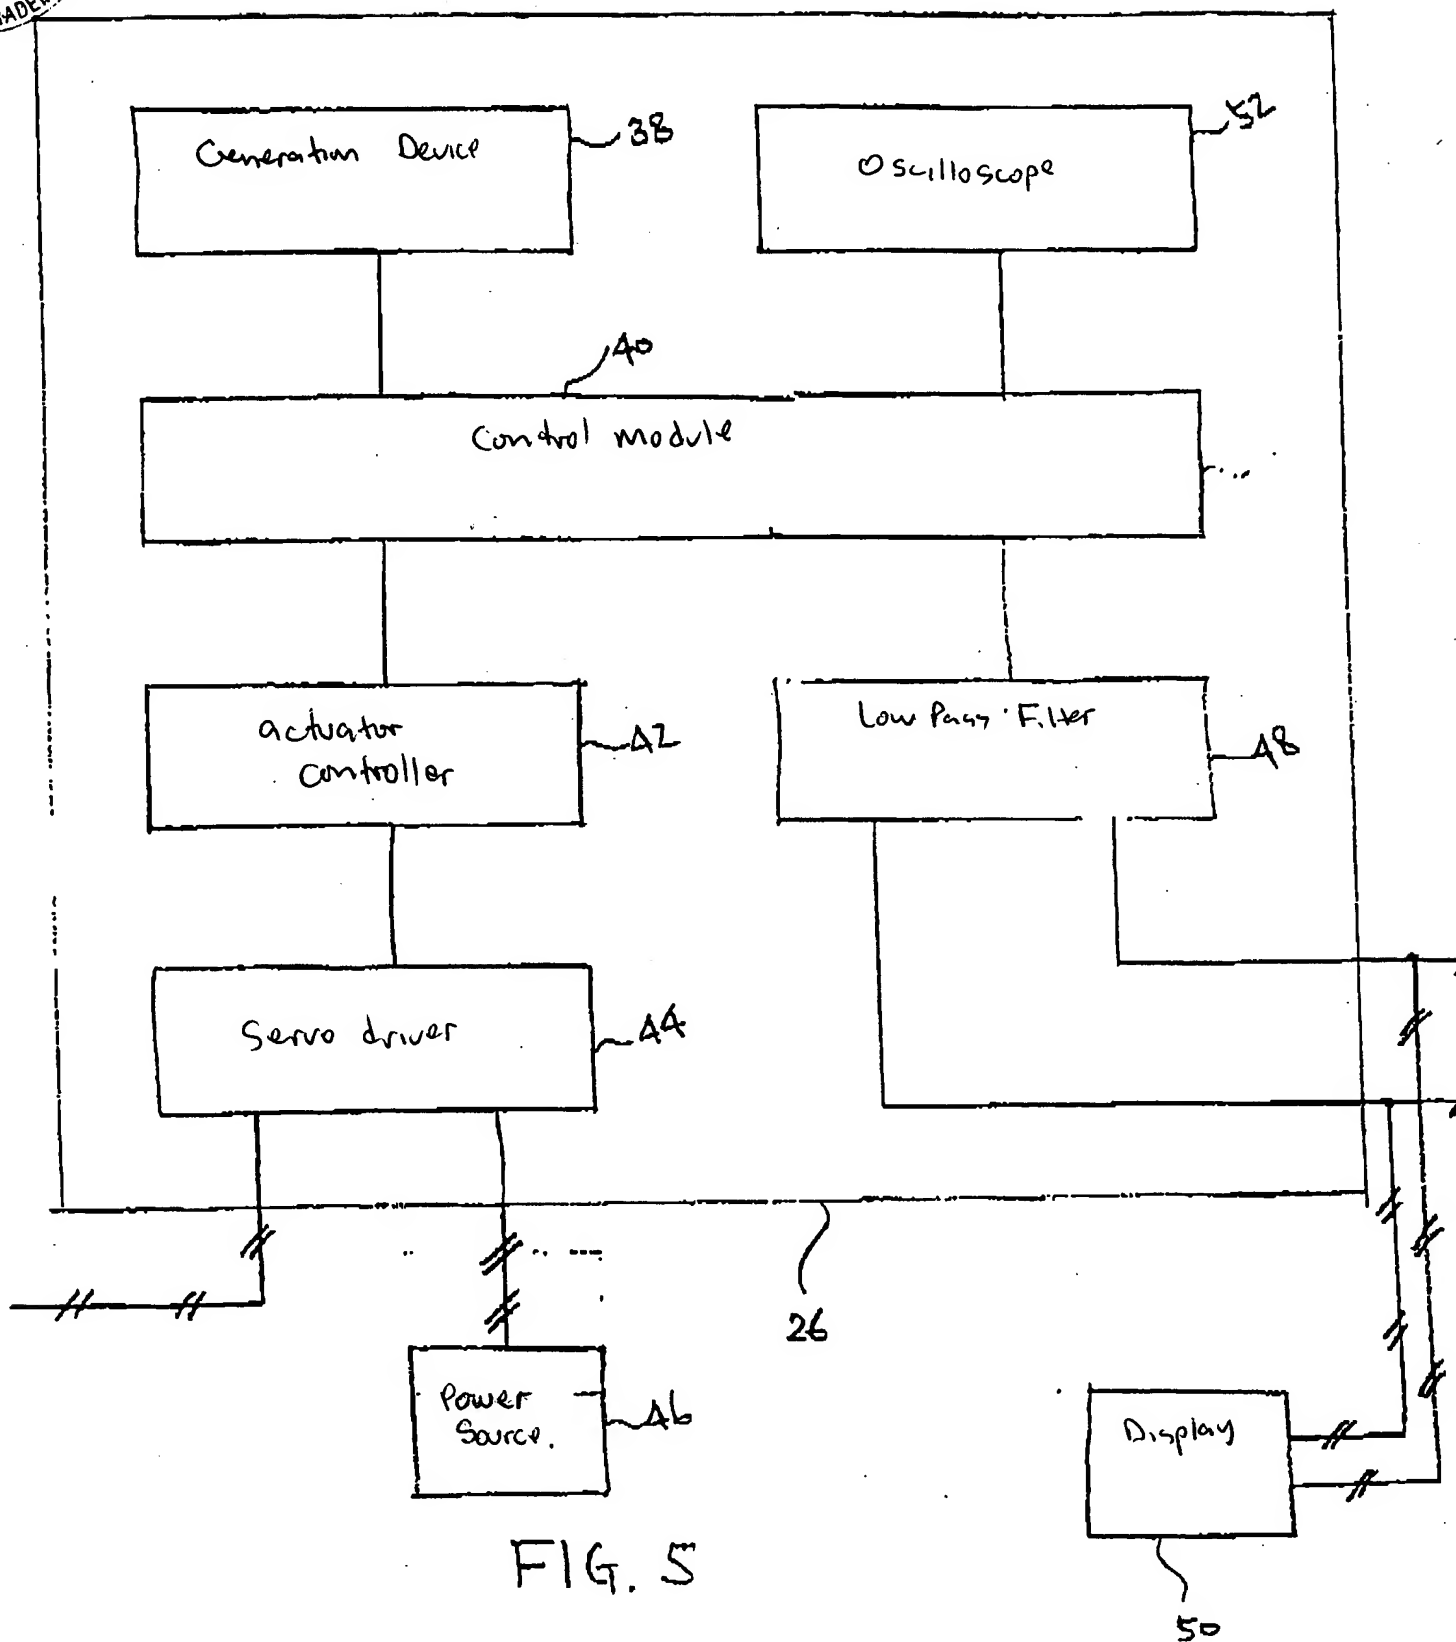 Generation Device
38
Oscilloscope
52
40
Control module
actuator
controller
42
Low Pass Filter
48
Servo driver
44
26
Power
Source.
46
Display
50
FIG. 5